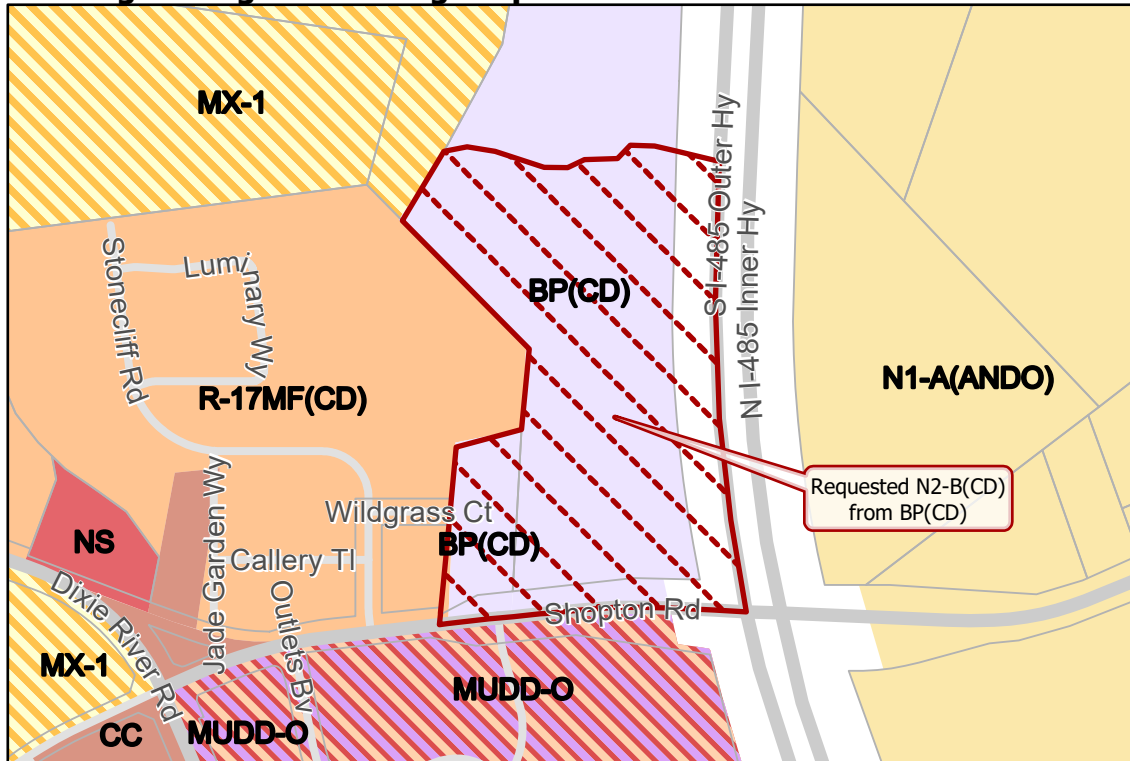 MX-1
S I-485 Outer Hy
N I-485 Inner Hy
Stonecliff Rd
Luminary Wy
BP(CD)
R-17MF(CD)
N1-A(ANDO)
Requested N2-B(CD)
from BP(CD)
Wildgrass Ct
BP(CD)
NS
Jade Garden Wy
Callery Tl
Outlets Bv
Shopton Rd
Dixie River Rd
MX-1
MUDD-O
MUDD-O
CC